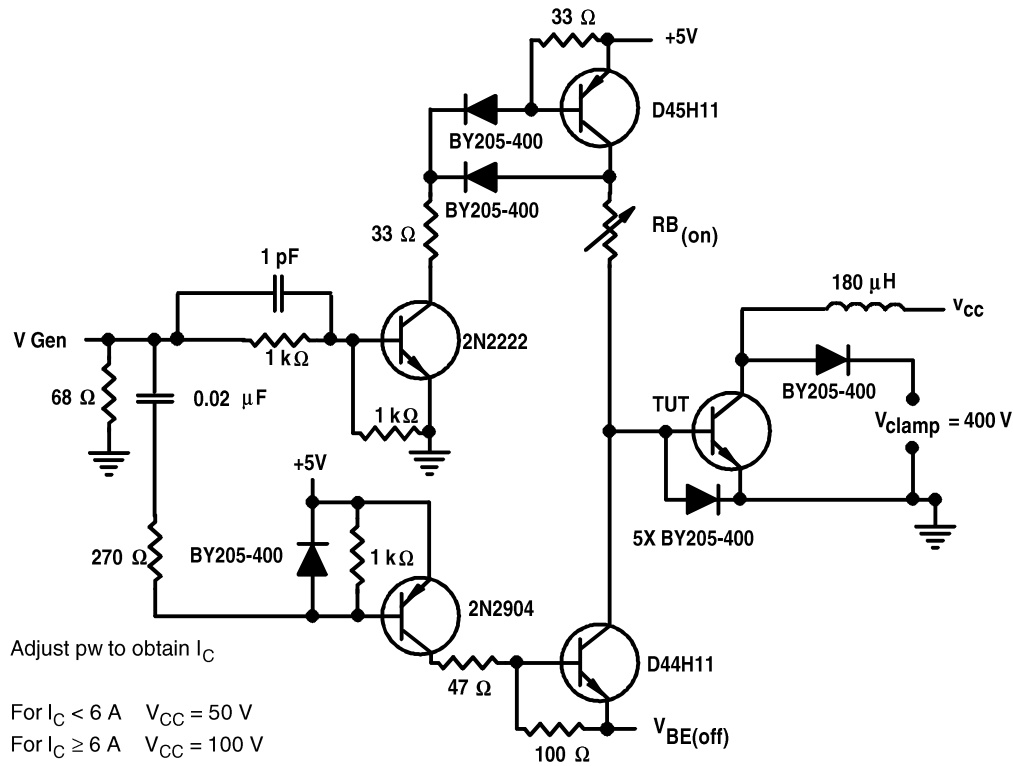 33 Ω
+5V
D45H11
BY205-400
BY205-400
33 Ω
RB(on)
1 pF
180 μH
vCC
V Gen
1 kΩ
2N2222
68 Ω
0.02 μF
BY205-400
TUT
1 kΩ
Vclamp = 400 V
+5V
5X BY205-400
270 Ω
BY205-400
1 kΩ
2N2904
Adjust pw to obtain IC
D44H11
47 Ω
For IC < 6 A VCC = 50 V
VBE(off)
For IC ≥ 6 A VCC = 100 V
100 Ω